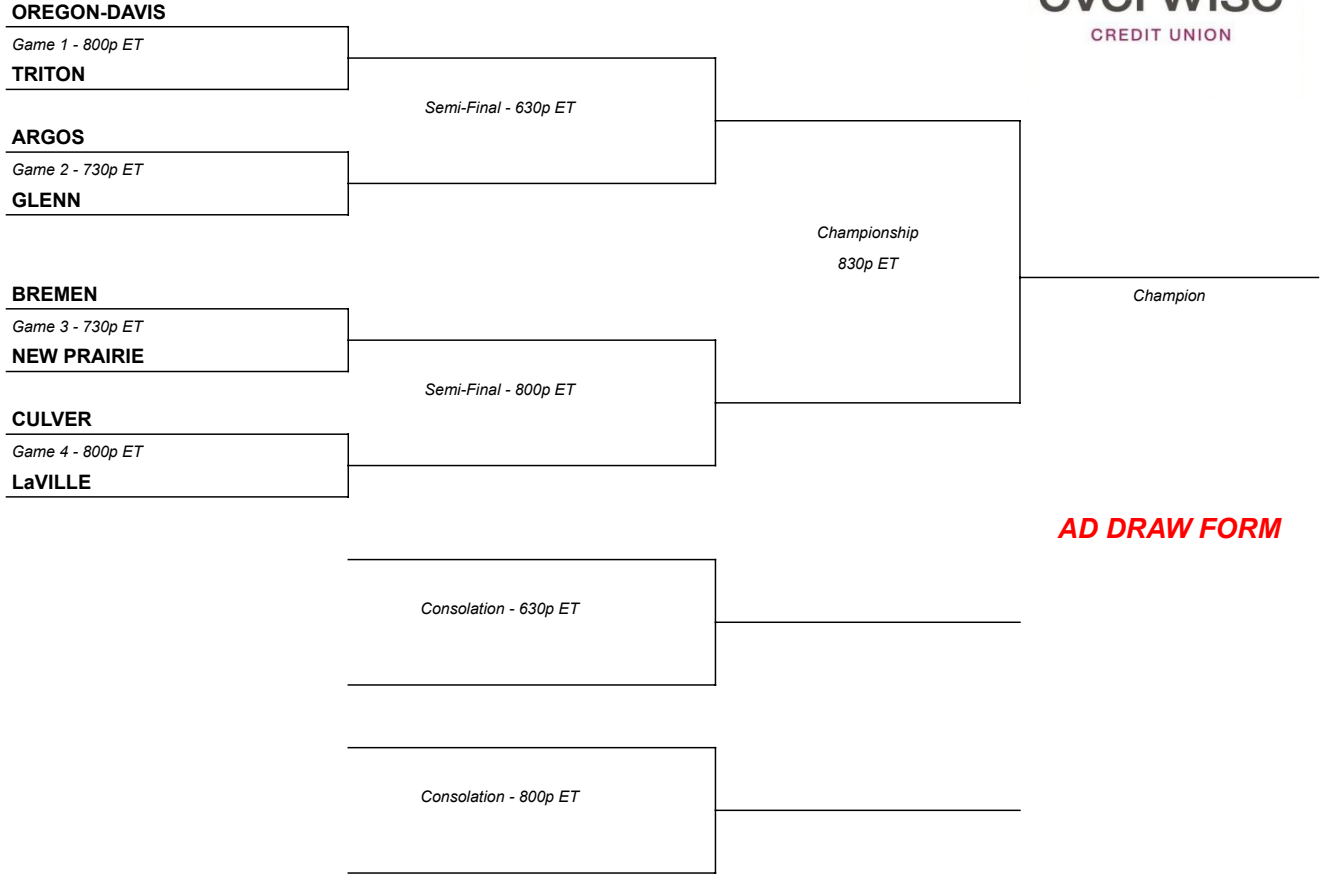 OREGON-DAVIS
Game 1 - 800p ET
TRITON
Semi-Final - 630p ET
ARGOS
Game 2 - 730p ET
GLENN
BREMEN
Game 3 - 730p ET
NEW PRAIRIE
Semi-Final - 800p ET
CULVER
Game 4 - 800p ET
LaVILLE
Championship
830p ET
Champion
CREDIT UNION
AD DRAW FORM
Consolation - 630p ET
Consolation - 800p ET